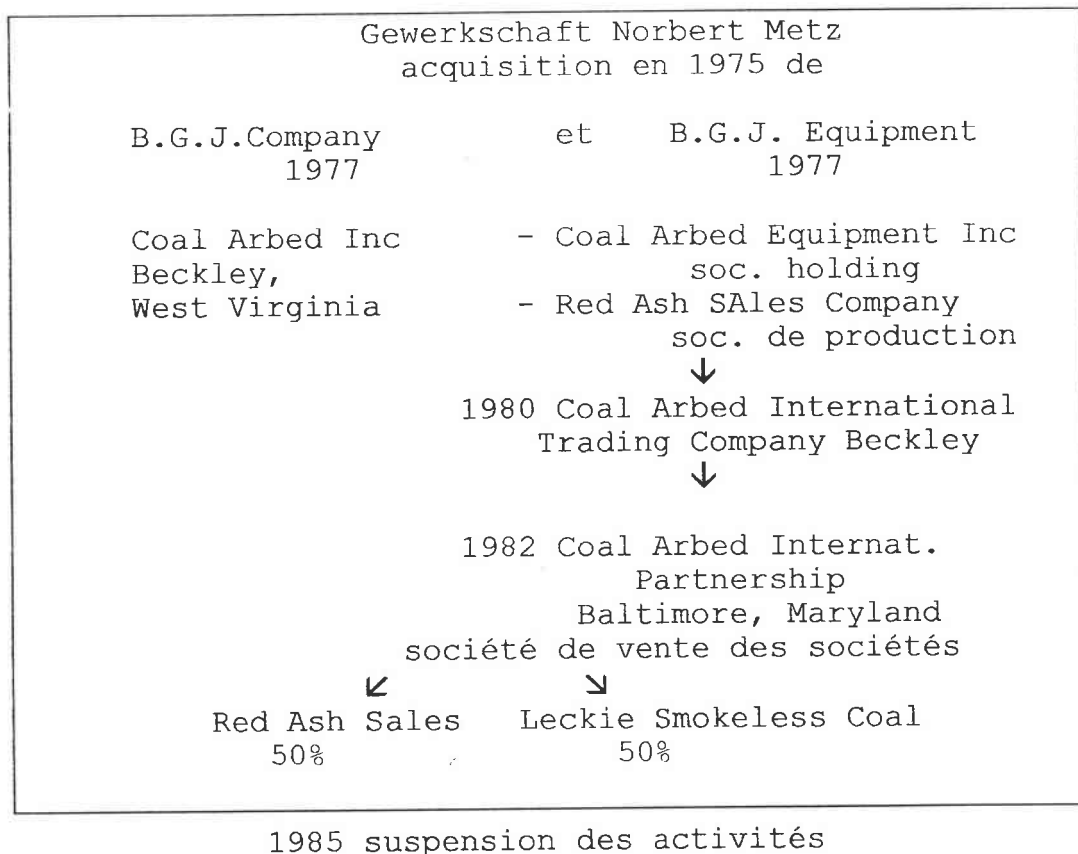 Gewerkschaft Norbert Metz
acquisition en 1975 de
B.G.J.Company et B.G.J. Equipment
1977 1977
Coal Arbed Inc - Coal Arbed Equipment Inc
Beckley, soc. holding
West Virginia - Red Ash SAles Company
soc. de production
↓
1980 Coal Arbed International
Trading Company Beckley
↓
1982 Coal Arbed Internat.
Partnership
Baltimore, Maryland
société de vente des sociétés
↙ ↘
Red Ash Sales Leckie Smokeless Coal
50% 50%
1985 suspension des activités